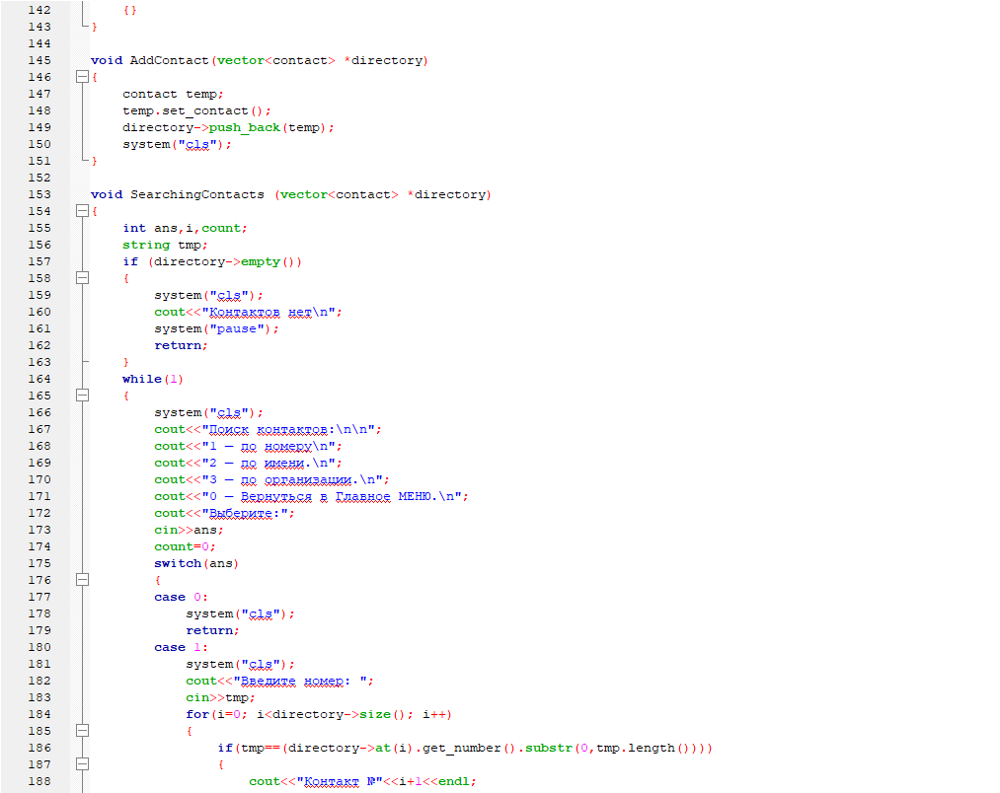 142 {}
143 }
144
145 void AddContact(vector<contact> *directory)
146 {
147 contact temp;
148 temp.set_contact();
149 directory->push_back(temp);
150 system("cls");
151 }
152
153 void SearchingContacts (vector<contact> *directory)
154 {
155 int ans,i,count;
156 string tmp;
157 if (directory->empty())
158 {
159 system("cls");
160 cout<<"Контактов нет\n";
161 system("pause");
162 return;
163 }
164 while(1)
165 {
166 system("cls");
167 cout<<"Поиск контактов:\n\n";
168 cout<<"1 – по номеру\n";
169 cout<<"2 – по имени.\n";
170 cout<<"3 – по организации.\n";
171 cout<<"0 – Вернуться в Главное МЕНЮ.\n";
172 cout<<"Выберите:";
173 cin>>ans;
174 count=0;
175 switch(ans)
176 {
177 case 0:
178 system("cls");
179 return;
180 case 1:
181 system("cls");
182 cout<<"Введите номер: ";
183 cin>>tmp;
184 for(i=0; i<directory->size(); i++)
185 {
186 if(tmp==(directory->at(i).get_number().substr(0,tmp.length())))
187 {
188 cout<<"Контакт №"<<i+1<<endl;